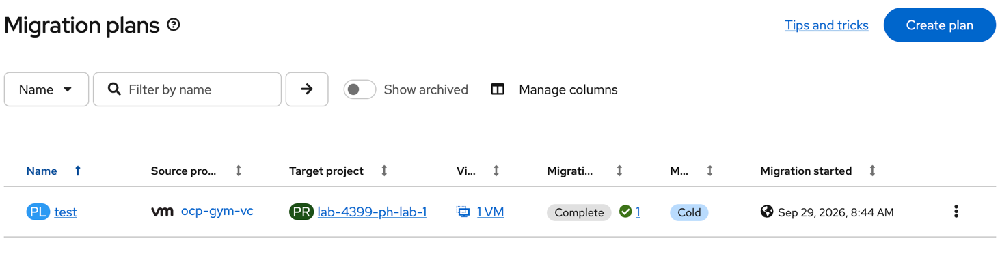 Migration plans
Tips and tricks
Create plan
Name
Filter by name
Show archived
Manage columns
Name
Source pro...
Target project
Vi...
Migrati...
M...
Migration started
PL test
vm ocp-gym-vc
PR lab-4399-ph-lab-1
1 VM
Complete
1
Cold
Sep 29, 2026, 8:44 AM